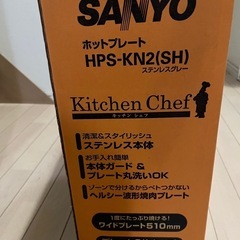 SANYO
ホットプレート
HPS-KN2(SH)
ステンレスグレー
Kitchen Chef
キッチン シェフ
清潔&スタイリッシュ
ステンレス本体
お手入れ簡単
本体ガード&
プレート丸洗いOK
ゾーンで分けるからべとつかない
ヘルシー波形焼肉プレート
1度にたっぷり焼ける!
ワイドプレート510mm